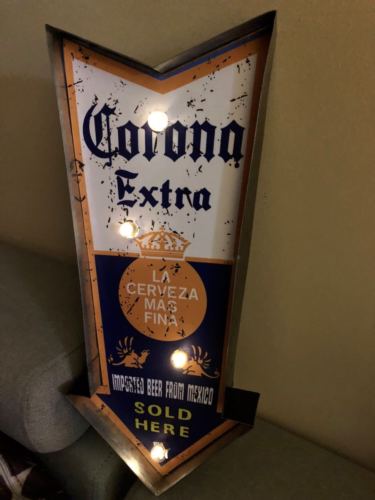 Corona
Extra
LA
CERVEZA
MAS
FINA
IMPORTED BEER FROM MEXICO
SOLD
HERE